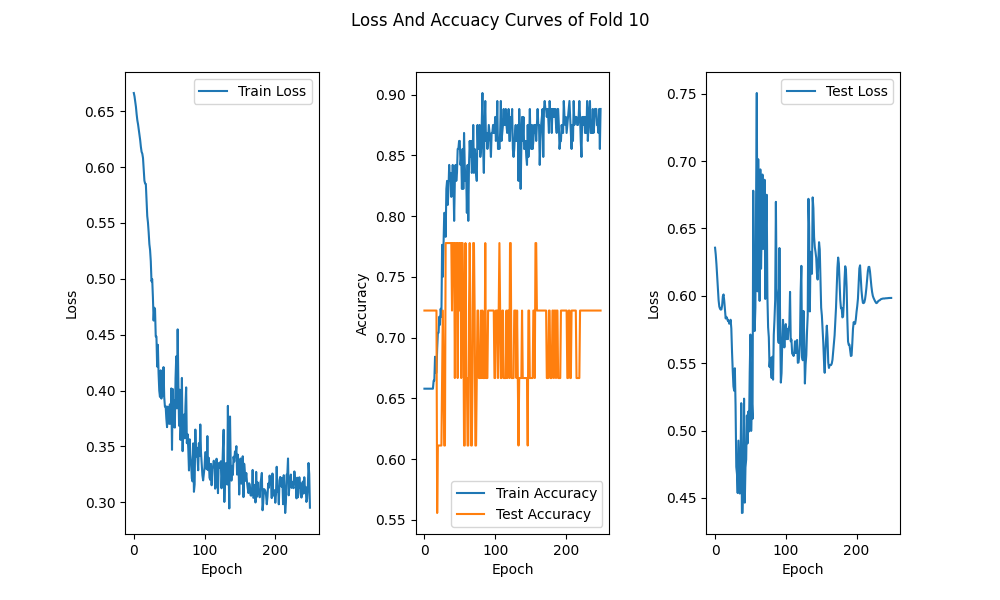 Loss And Accuacy Curves of Fold 10
Train Loss
0.65
0.60
0.55
0.50
0.45
0.40
0.35
0.30
Loss
0 100 200
Epoch
0.90
0.85
0.80
0.75
0.70
0.65
0.60
0.55
Accuracy
Train Accuracy
Test Accuracy
0 100 200
Epoch
Test Loss
0.75
0.70
0.65
0.60
0.55
0.50
0.45
Loss
0 100 200
Epoch